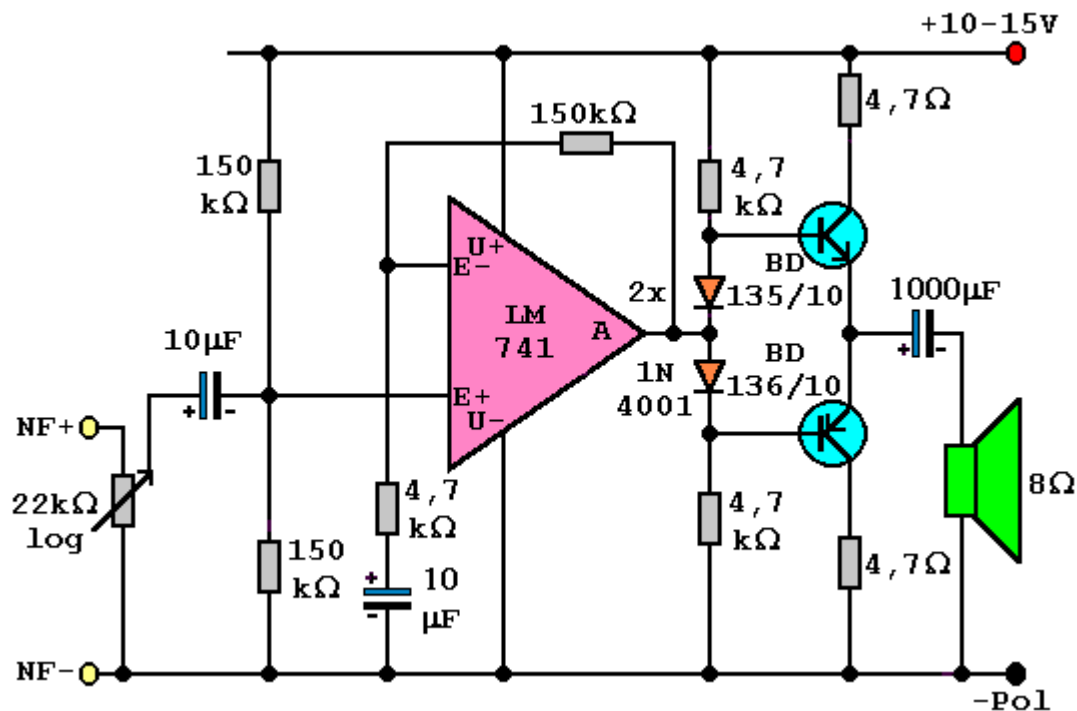 +10-15V
4,7Ω
150kΩ
150
kΩ
4,7
kΩ
U+
E-
BD
135/10
2x
1000µF
LM
741
A
10µF
+
-
1N
4001
BD
136/10
+
-
E+
U-
NF+
22kΩ
log
4,7
kΩ
4,7
kΩ
8Ω
150
kΩ
+
-
10
µF
4,7Ω
NF-
-Pol